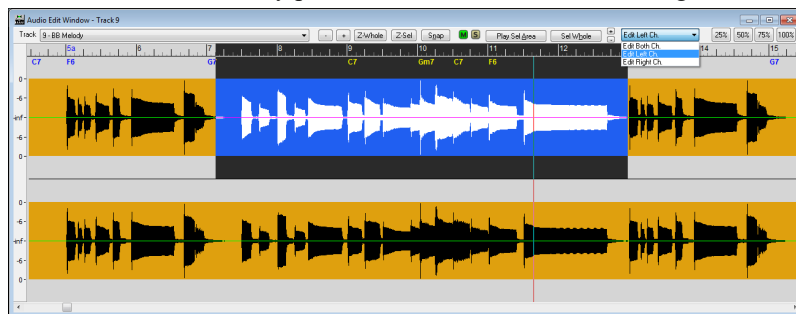 Audio Edit Window - Track 9
Track 9 - BB Melody - + Z-Whole Z-Sel Snap M S Play Sel Area Sel Whole + - Edit Left Ch. 25% 50% 75% 100%
Edit Both Ch.
Edit Left Ch.
Edit Right Ch.
5a 6 7 8 9 10 11 12 14 15
C7 F6 G7 C7 Gm7 C7 F6 G7
0-
-6-
-inf-
-6-
0-
0-
-6-
-inf-
-6-
0-